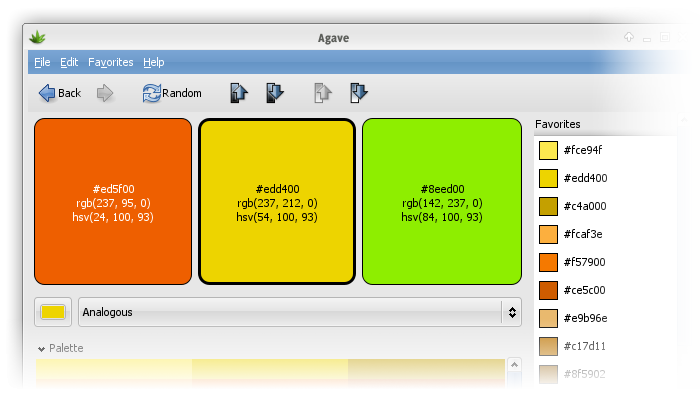 Agave
File Edit Favorites Help
Back Random
#ed5f00
rgb(237, 95, 0)
hsv(24, 100, 93)
#edd400
rgb(237, 212, 0)
hsv(54, 100, 93)
#8eed00
rgb(142, 237, 0)
hsv(84, 100, 93)
Analogous
Palette
Favorites
#fce94f
#edd400
#c4a000
#fcaf3e
#f57900
#ce5c00
#e9b96e
#c17d11
#8f5902